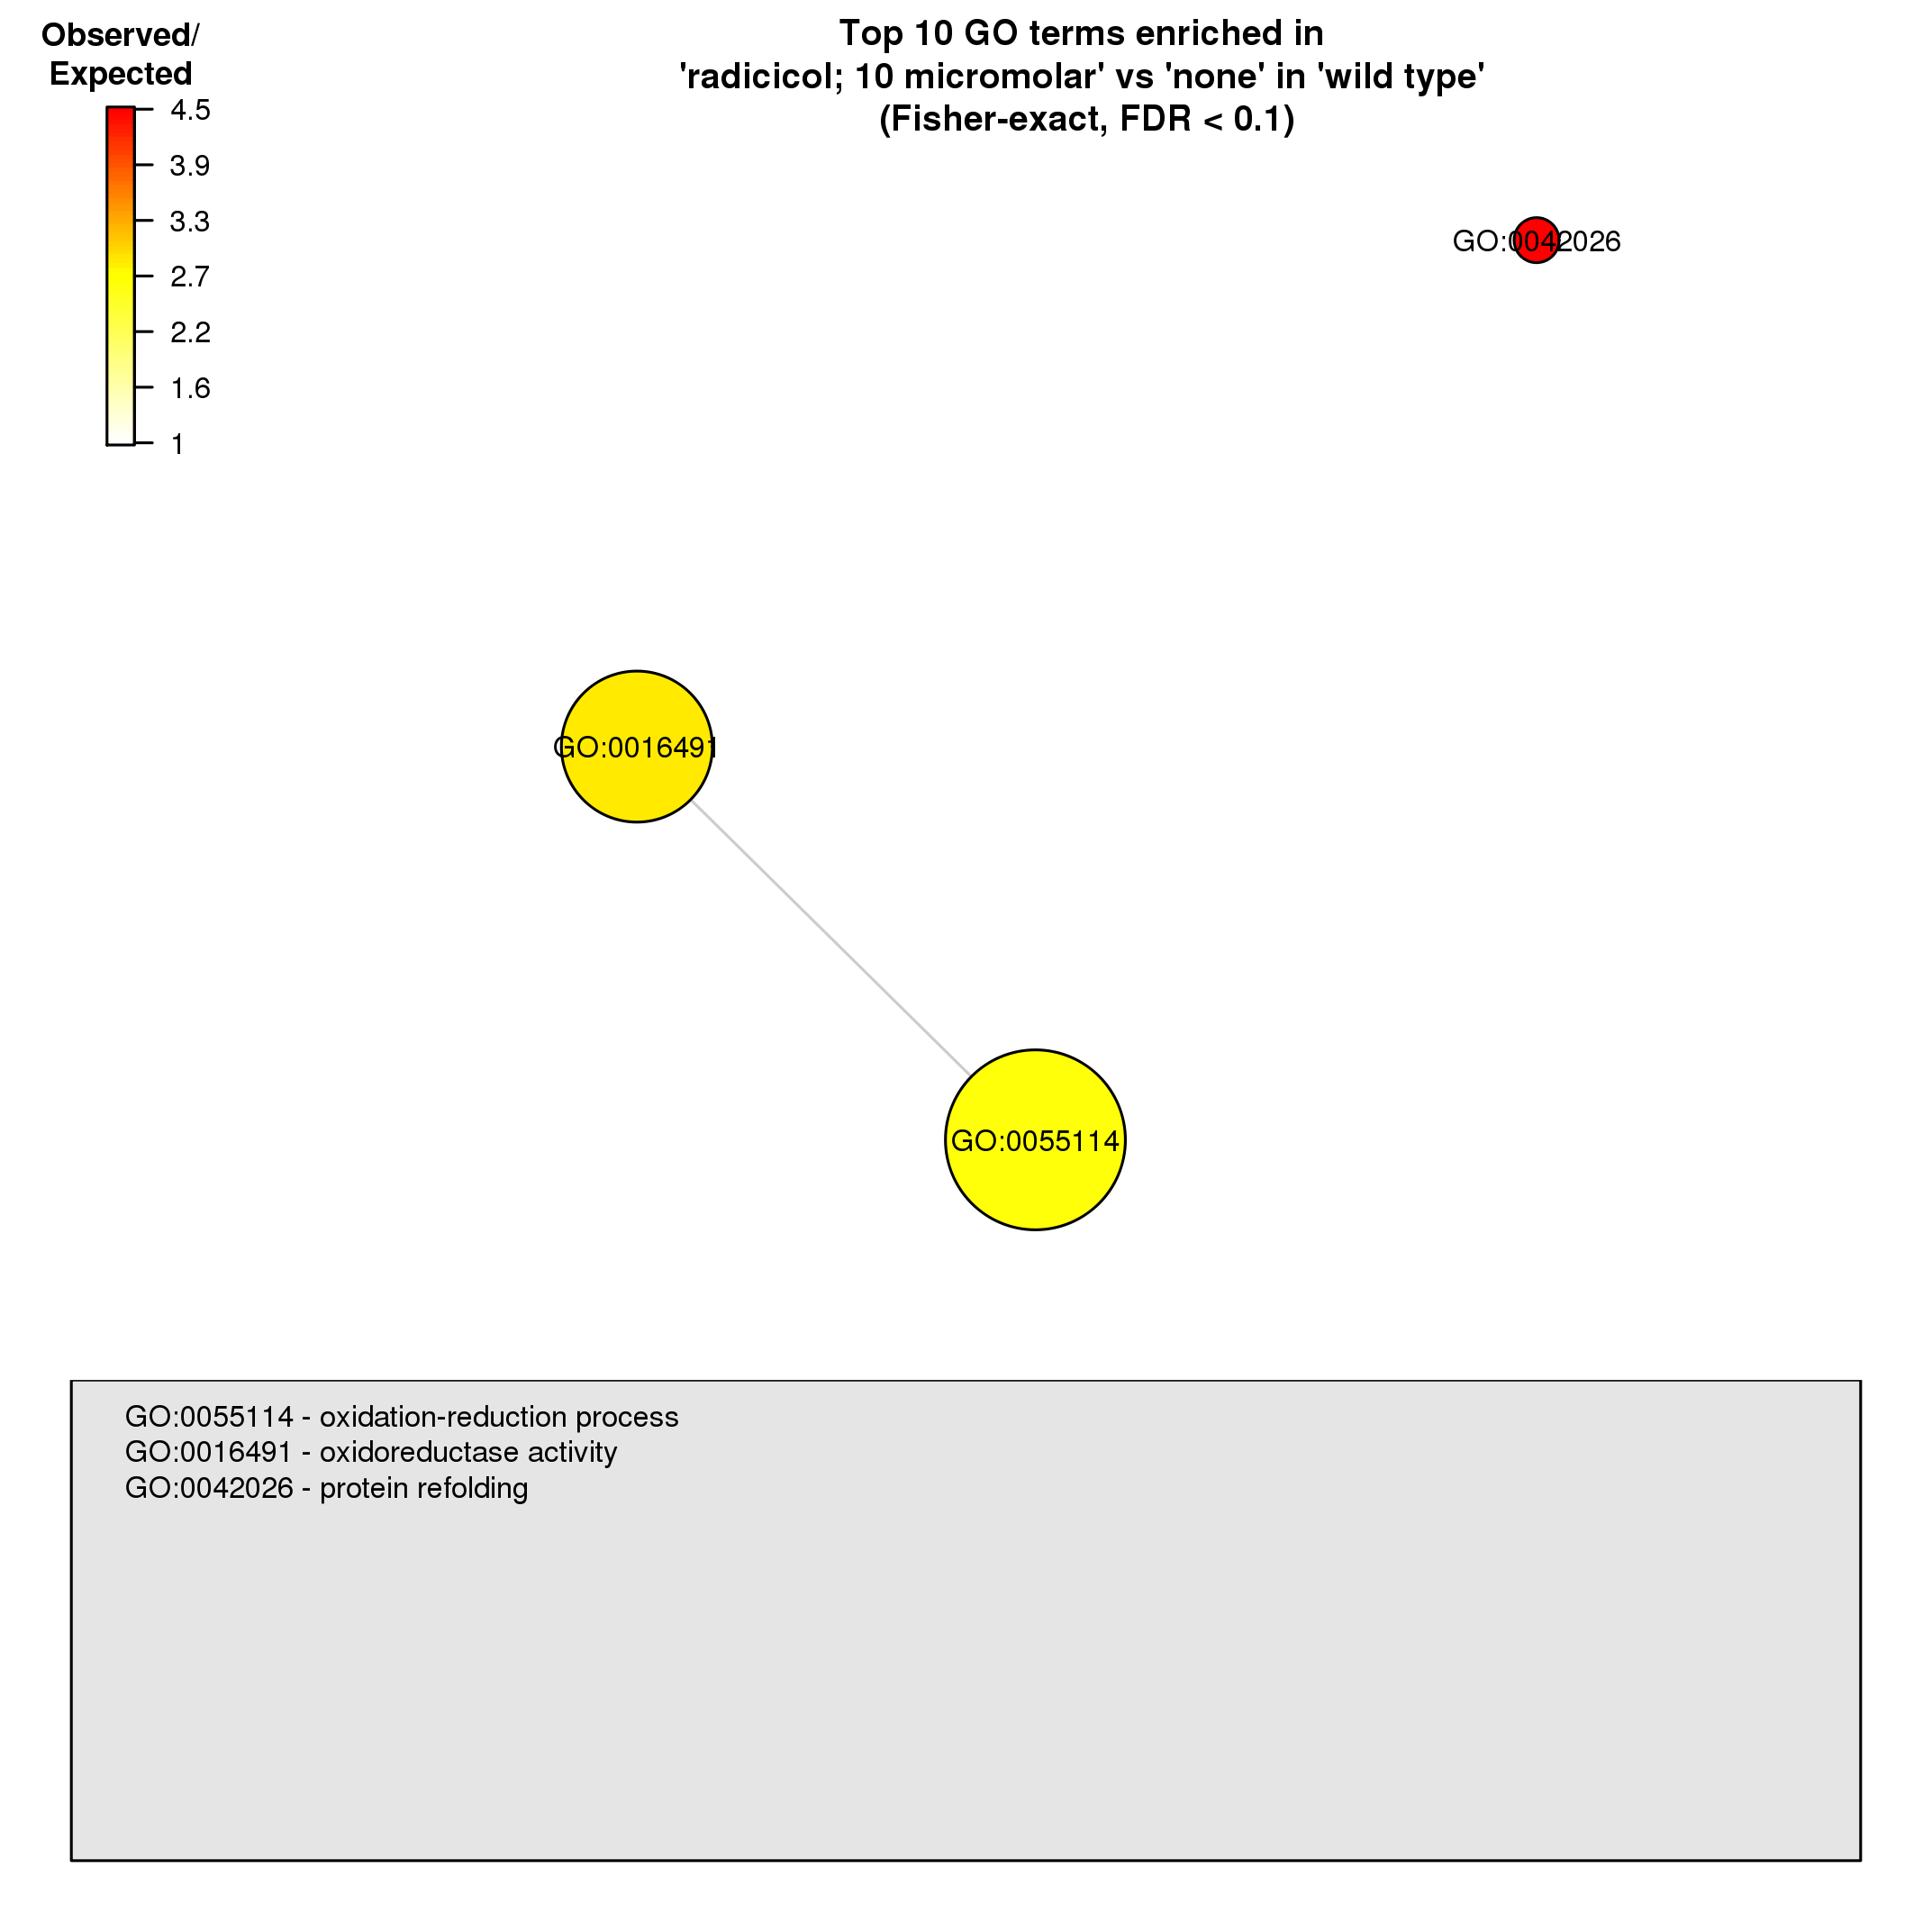 Observed/
Expected
4.5
3.9
3.3
2.7
2.2
1.6
1
Top 10 GO terms enriched in
'radicicol; 10 micromolar' vs 'none' in 'wild type'
(Fisher-exact, FDR < 0.1)
GO:0042026
GO:0016491
GO:0055114
GO:0055114 - oxidation-reduction process
GO:0016491 - oxidoreductase activity
GO:0042026 - protein refolding